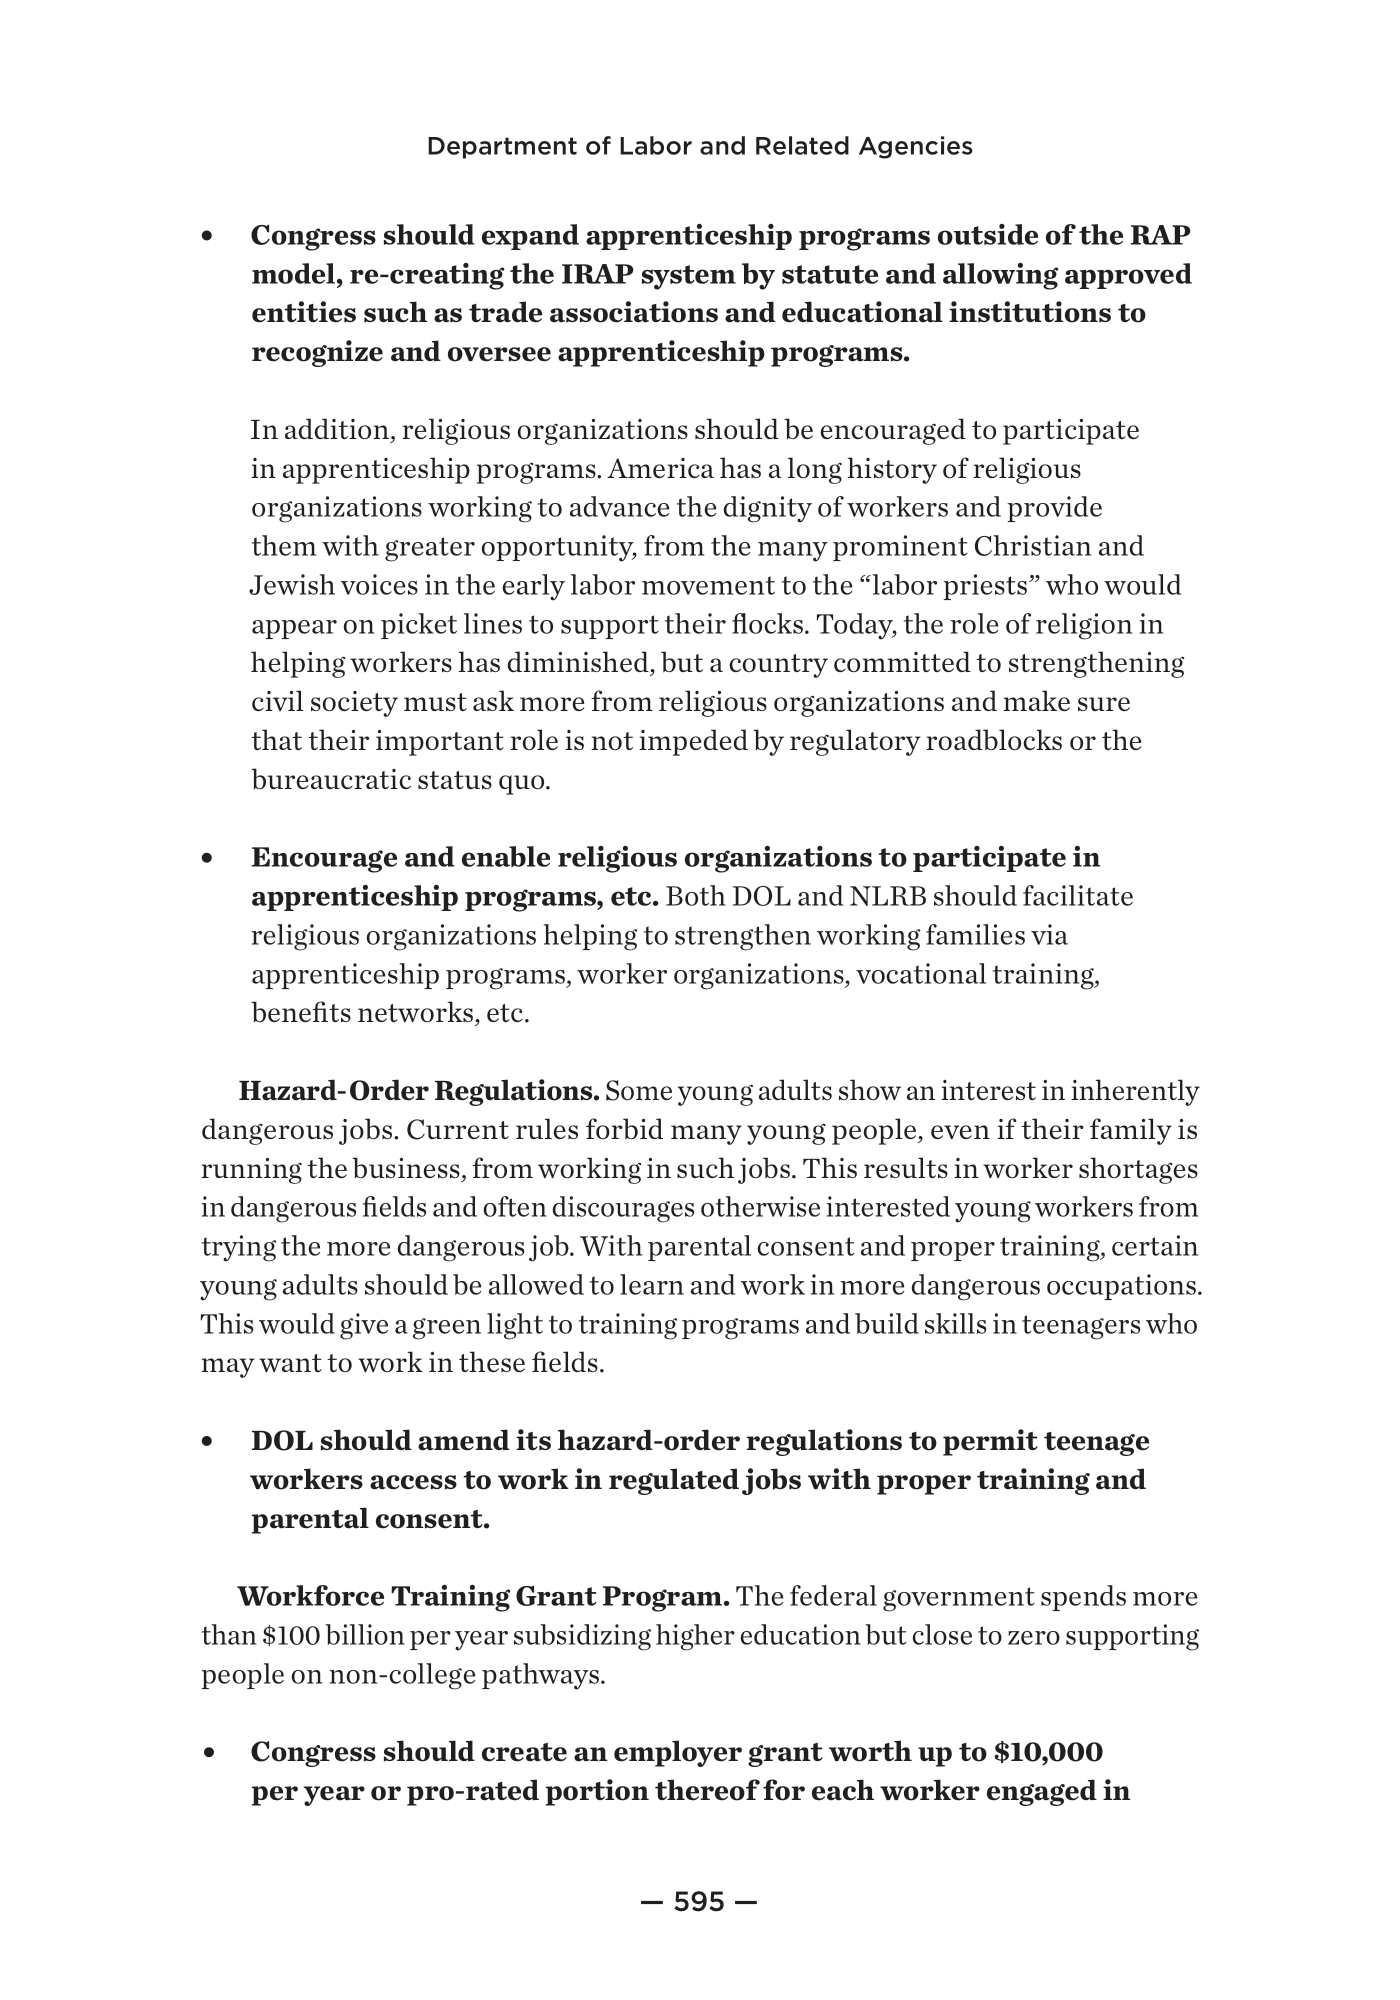 Department of Labor and Related Agencies
• Congress should expand apprenticeship programs outside of the RAP
model, re-creating the IRAP system by statute and allowing approved
entities such as trade associations and educational institutions to
recognize and oversee apprenticeship programs.
In addition, religious organizations should be encouraged to participate
in apprenticeship programs. America has a long history of religious
organizations working to advance the dignity of workers and provide
them with greater opportunity, from the many prominent Christian and
Jewish voices in the early labor movement to the “labor priests” who would
appear on picket lines to support their flocks. Today, the role of religion in
helping workers has diminished, but a country committed to strengthening
civil society must ask more from religious organizations and make sure
that their important role is not impeded by regulatory roadblocks or the
bureaucratic status quo.
• Encourage and enable religious organizations to participate in
apprenticeship programs, etc. Both DOL and NLRB should facilitate
religious organizations helping to strengthen working families via
apprenticeship programs, worker organizations, vocational training,
benefits networks, etc.
Hazard-Order Regulations. Some young adults show an interest in inherently
dangerous jobs. Current rules forbid many young people, even if their family is
running the business, from working in such jobs. This results in worker shortages
in dangerous fields and often discourages otherwise interested young workers from
trying the more dangerous job. With parental consent and proper training, certain
young adults should be allowed to learn and work in more dangerous occupations.
This would give a green light to training programs and build skills in teenagers who
may want to work in these fields.
• DOL should amend its hazard-order regulations to permit teenage
workers access to work in regulated jobs with proper training and
parental consent.
Workforce Training Grant Program. The federal government spends more
than $100 billion per year subsidizing higher education but close to zero supporting
people on non-college pathways.
• Congress should create an employer grant worth up to $10,000
per year or pro-rated portion thereof for each worker engaged in
— 595 —